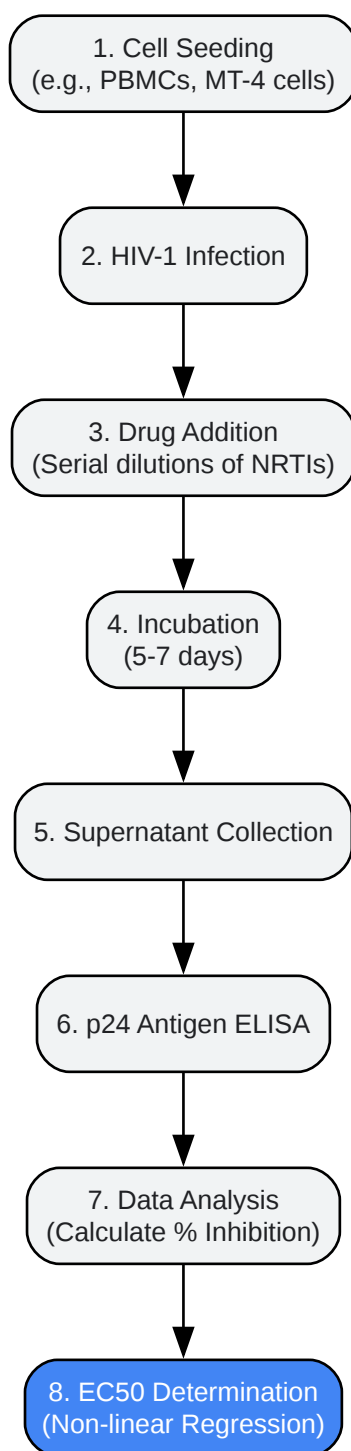 1. Cell Seeding
(e.g., PBMCs, MT-4 cells)
2. HIV-1 Infection
3. Drug Addition
(Serial dilutions of NRTIs)
4. Incubation
(5-7 days)
5. Supernatant Collection
6. p24 Antigen ELISA
7. Data Analysis
(Calculate % Inhibition)
8. EC50 Determination
(Non-linear Regression)